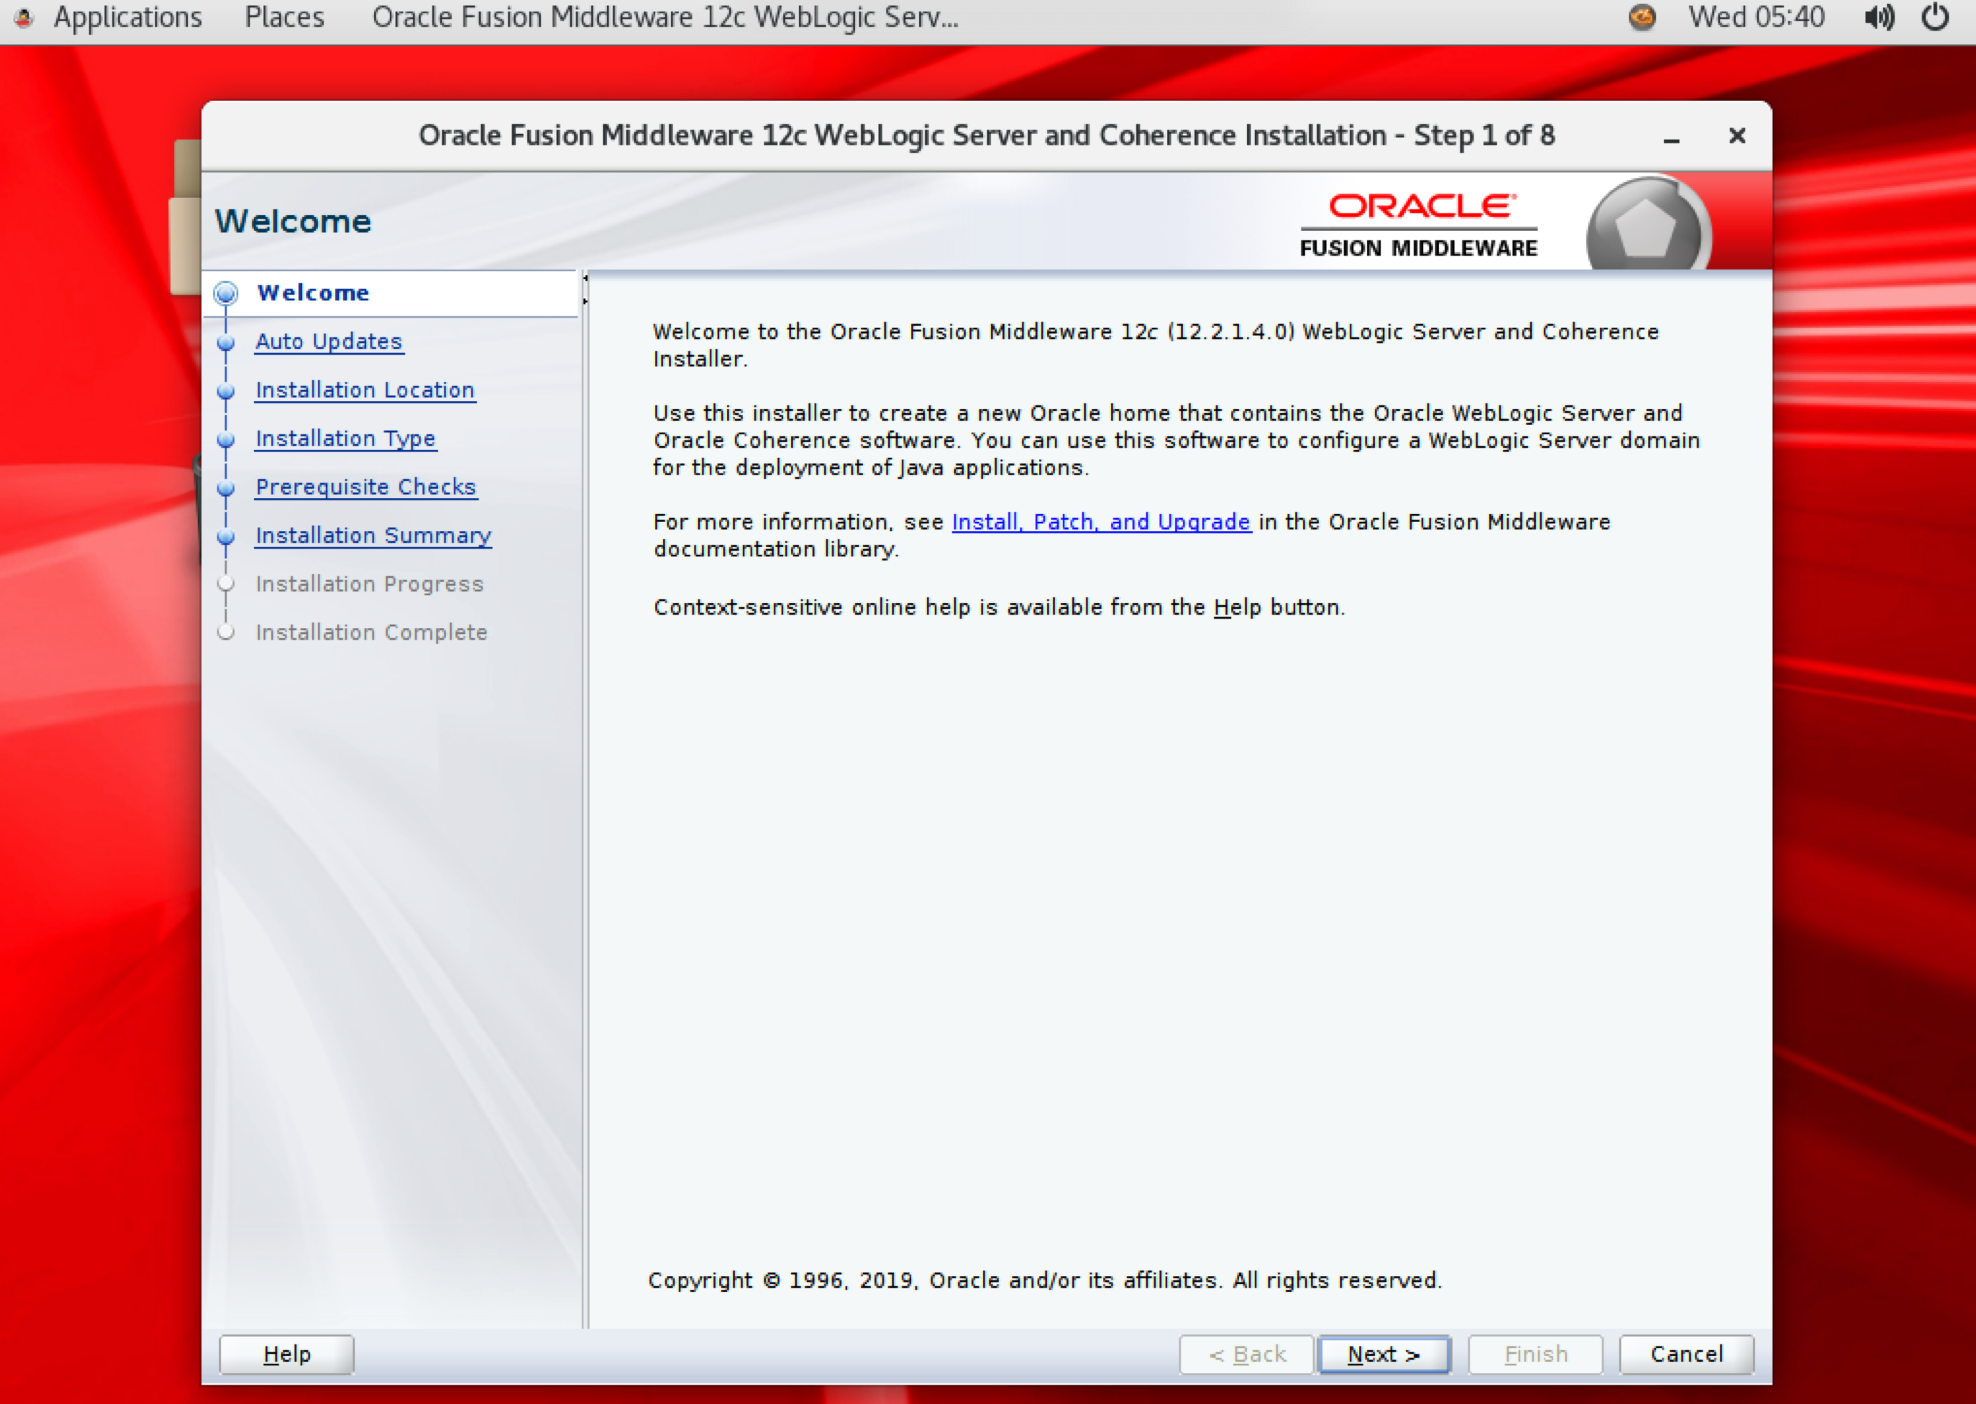 Applications Places Oracle Fusion Middleware 12c WebLogic Serv... Wed 05:40
Oracle Fusion Middleware 12c WebLogic Server and Coherence Installation - Step 1 of 8
Welcome
ORACLE
FUSION MIDDLEWARE
Welcome
Auto Updates
Installation Location
Installation Type
Prerequisite Checks
Installation Summary
Installation Progress
Installation Complete
Welcome to the Oracle Fusion Middleware 12c (12.2.1.4.0) WebLogic Server and Coherence
Installer.
Use this installer to create a new Oracle home that contains the Oracle WebLogic Server and
Oracle Coherence software. You can use this software to configure a WebLogic Server domain
for the deployment of Java applications.
For more information, see Install, Patch, and Upgrade in the Oracle Fusion Middleware
documentation library.
Context-sensitive online help is available from the Help button.
Copyright © 1996, 2019, Oracle and/or its affiliates. All rights reserved.
Help < Back Next > Finish Cancel